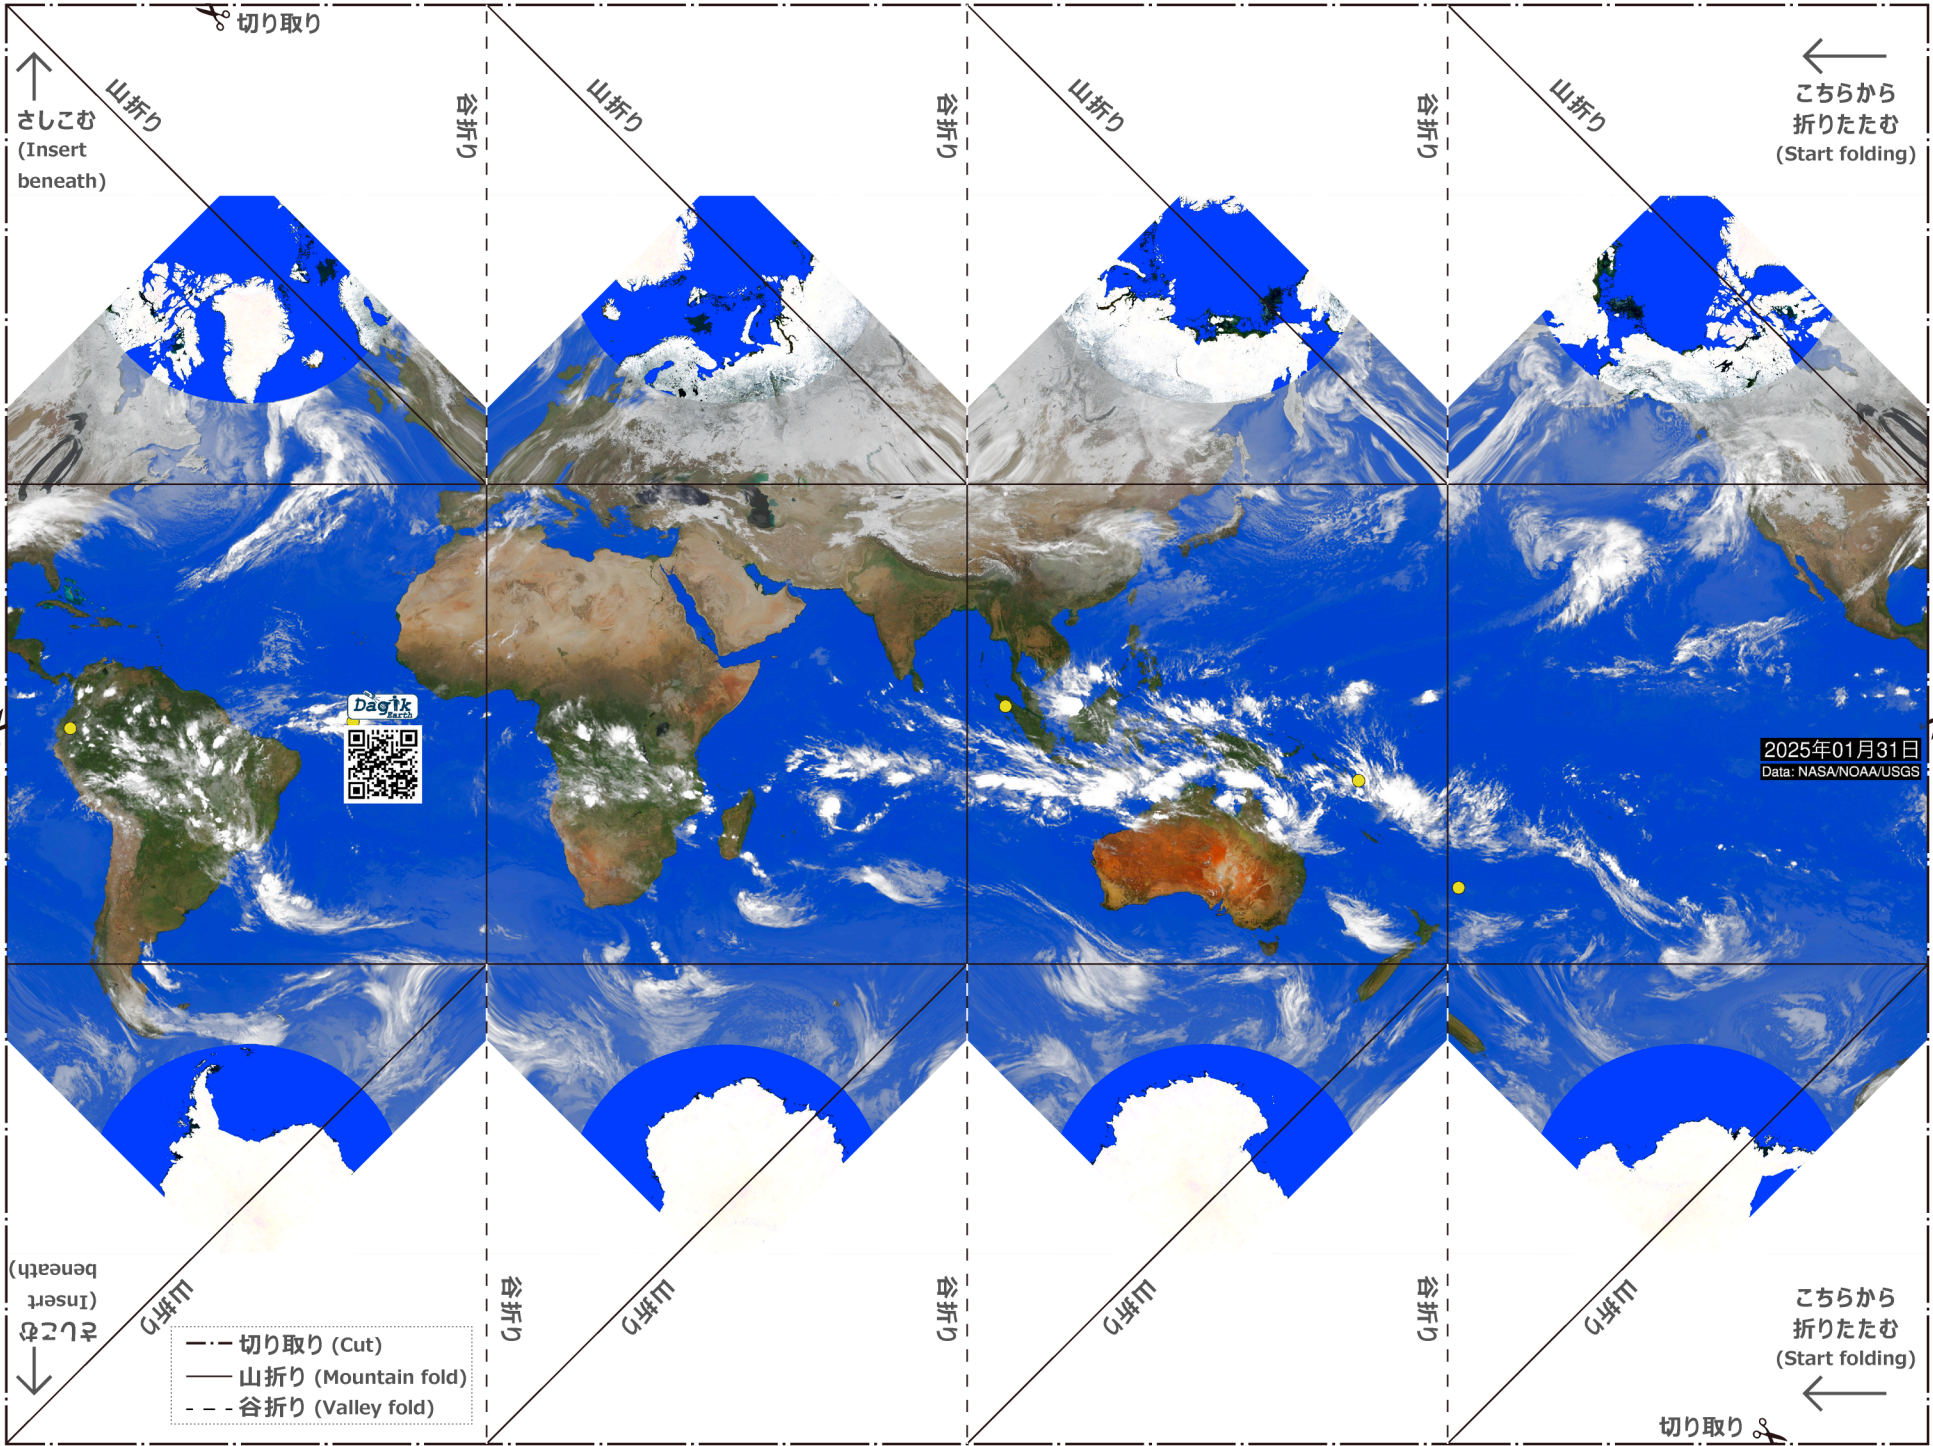 切り取り
さしこむ
(Insert
beneath)
山折り
谷折り
山折り
谷折り
山折り
谷折り
山折り
こちらから
折りたたむ
(Start folding)
Dagik
Earth
2025年01月31日
Data: NASA/NOAA/USGS
さしこむ
(Insert
beneath)
山折り
谷折り
山折り
谷折り
山折り
谷折り
山折り
こちらから
折りたたむ
(Start folding)
切り取り (Cut)
山折り (Mountain fold)
谷折り (Valley fold)
切り取り